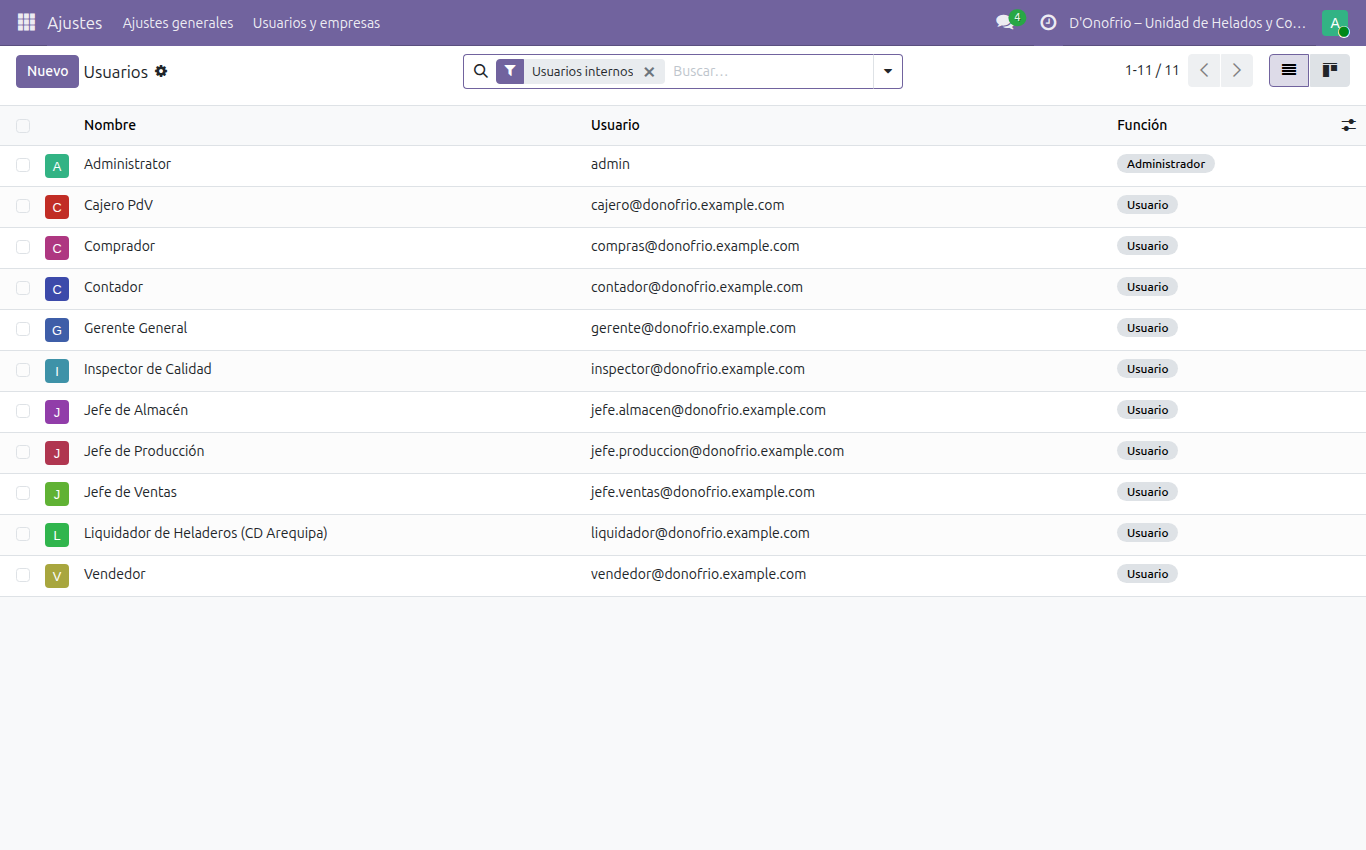 Ajustes Ajustes generales Usuarios y empresas 4 D'Onofrio – Unidad de Helados y Co… A
Nuevo Usuarios Usuarios internos Buscar... 1-11 / 11
Nombre Usuario Función
A Administrator admin Administrador
C Cajero PdV cajero@donofrio.example.com Usuario
C Comprador compras@donofrio.example.com Usuario
C Contador contador@donofrio.example.com Usuario
G Gerente General gerente@donofrio.example.com Usuario
I Inspector de Calidad inspector@donofrio.example.com Usuario
J Jefe de Almacén jefe.almacen@donofrio.example.com Usuario
J Jefe de Producción jefe.produccion@donofrio.example.com Usuario
J Jefe de Ventas jefe.ventas@donofrio.example.com Usuario
L Liquidador de Heladeros (CD Arequipa) liquidador@donofrio.example.com Usuario
V Vendedor vendedor@donofrio.example.com Usuario